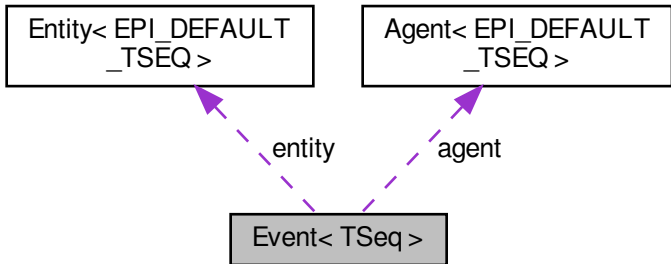 Entity< EPI_DEFAULT
_TSEQ >
Agent< EPI_DEFAULT
_TSEQ >
entity
agent
Event< TSeq >